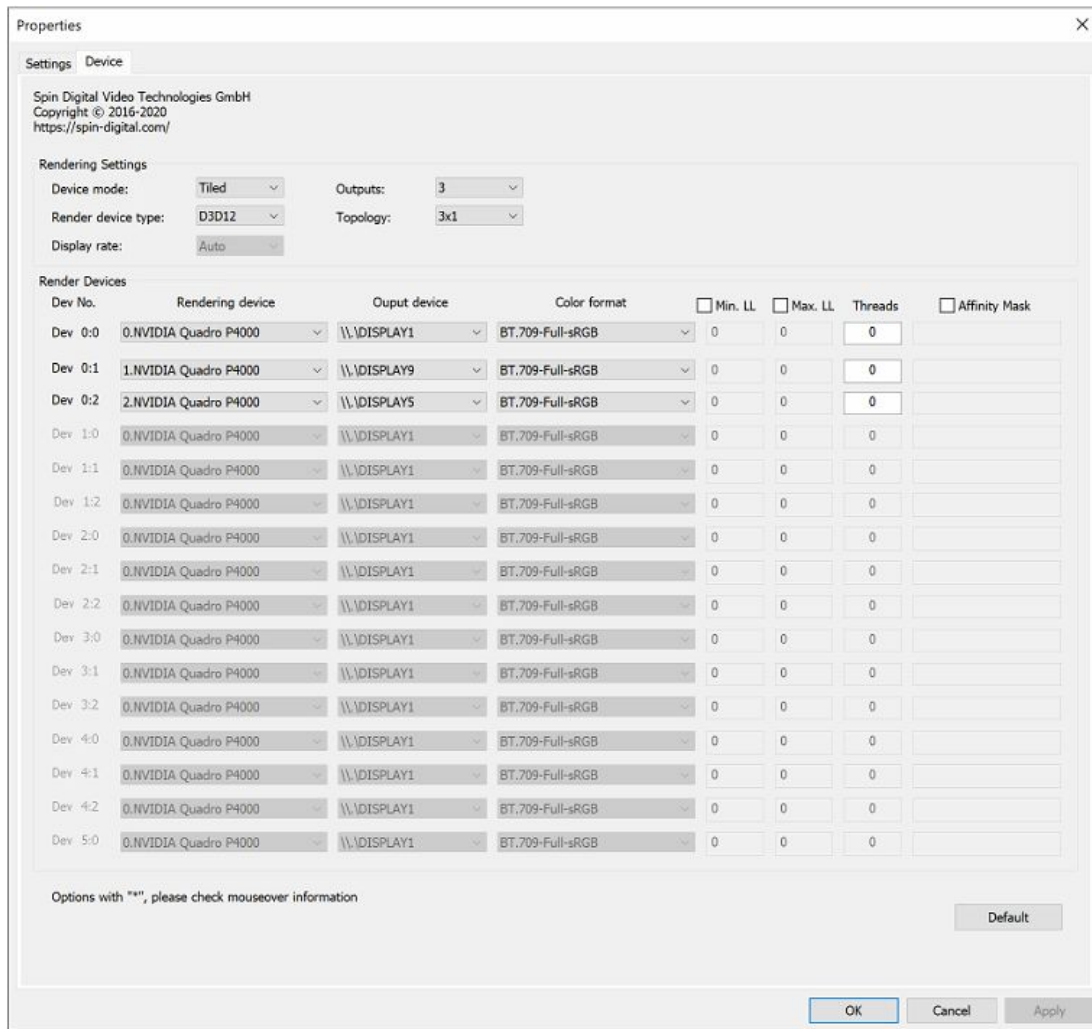 Properties
Settings Device
Spin Digital Video Technologies GmbH
Copyright © 2016-2020
https://spin-digital.com/
Rendering Settings
Device mode: Tiled Outputs: 3
Render device type: D3D12 Topology: 3x1
Display rate: Auto
Render Devices
Dev No. Rendering device Ouput device Color format Min. LL Max. LL Threads Affinity Mask
Dev 0:0 0.NVIDIA Quadro P4000 \\.\DISPLAY1 BT.709-Full-sRGB 0 0 0
Dev 0:1 1.NVIDIA Quadro P4000 \\.\DISPLAY9 BT.709-Full-sRGB 0 0 0
Dev 0:2 2.NVIDIA Quadro P4000 \\.\DISPLAY5 BT.709-Full-sRGB 0 0 0
Dev 1:0 0.NVIDIA Quadro P4000 \\.\DISPLAY1 BT.709-Full-sRGB 0 0 0
Dev 1:1 0.NVIDIA Quadro P4000 \\.\DISPLAY1 BT.709-Full-sRGB 0 0 0
Dev 1:2 0.NVIDIA Quadro P4000 \\.\DISPLAY1 BT.709-Full-sRGB 0 0 0
Dev 2:0 0.NVIDIA Quadro P4000 \\.\DISPLAY1 BT.709-Full-sRGB 0 0 0
Dev 2:1 0.NVIDIA Quadro P4000 \\.\DISPLAY1 BT.709-Full-sRGB 0 0 0
Dev 2:2 0.NVIDIA Quadro P4000 \\.\DISPLAY1 BT.709-Full-sRGB 0 0 0
Dev 3:0 0.NVIDIA Quadro P4000 \\.\DISPLAY1 BT.709-Full-sRGB 0 0 0
Dev 3:1 0.NVIDIA Quadro P4000 \\.\DISPLAY1 BT.709-Full-sRGB 0 0 0
Dev 3:2 0.NVIDIA Quadro P4000 \\.\DISPLAY1 BT.709-Full-sRGB 0 0 0
Dev 4:0 0.NVIDIA Quadro P4000 \\.\DISPLAY1 BT.709-Full-sRGB 0 0 0
Dev 4:1 0.NVIDIA Quadro P4000 \\.\DISPLAY1 BT.709-Full-sRGB 0 0 0
Dev 4:2 0.NVIDIA Quadro P4000 \\.\DISPLAY1 BT.709-Full-sRGB 0 0 0
Dev 5:0 0.NVIDIA Quadro P4000 \\.\DISPLAY1 BT.709-Full-sRGB 0 0 0
Options with "*", please check mouseover information
Default
OK Cancel Apply